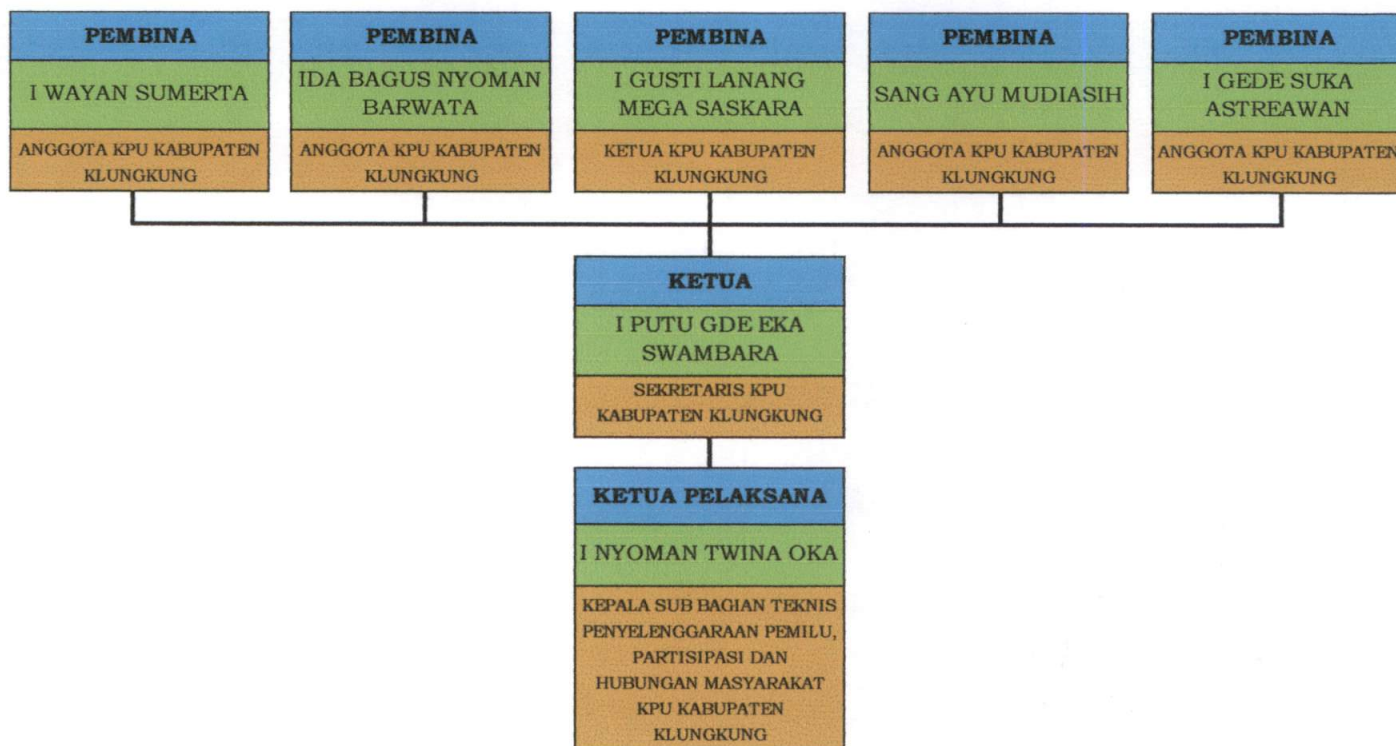 PEMBINA
I WAYAN SUMERTA
ANGGOTA KPU KABUPATEN
KLUNGKUNG
PEMBINA
IDA BAGUS NYOMAN
BARWATA
ANGGOTA KPU KABUPATEN
KLUNGKUNG
PEMBINA
I GUSTI LANANG
MEGA SASKARA
KETUA KPU KABUPATEN
KLUNGKUNG
PEMBINA
SANG AYU MUDIASIH
ANGGOTA KPU KABUPATEN
KLUNGKUNG
PEMBINA
I GEDE SUKA
ASTREAWAN
ANGGOTA KPU KABUPATEN
KLUNGKUNG
KETUA
I PUTU GDE EKA
SWAMBARA
SEKRETARIS KPU
KABUPATEN KLUNGKUNG
KETUA PELAKSANA
I NYOMAN TWINA OKA
KEPALA SUB BAGIAN TEKNIS
PENYELENGGARAAN PEMILU,
PARTISIPASI DAN
HUBUNGAN MASYARAKAT
KPU KABUPATEN
KLUNGKUNG